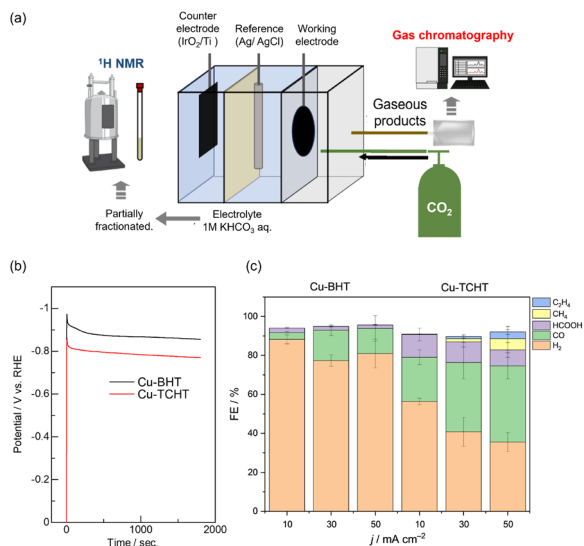 (a)
Counter
electrode
(IrO₂/Ti )
Reference
(Ag/ AgCl)
Working
electrode
¹H NMR
Gas chromatography
Gaseous
products
CO₂
Partially
fractionated.
Electrolyte
1M KHCO₃ aq.
(b)
Potential / V vs. RHE
-1
-0.8
-0.6
-0.4
-0.2
0
Cu-BHT
Cu-TCHT
0
1000
2000
Time / sec.
(c)
Cu-BHT
Cu-TCHT
FE / %
100
80
60
40
20
0
10
30
50
10
30
50
j / mA cm⁻²
C₂H₄
CH₄
HCOOH
CO
H₂